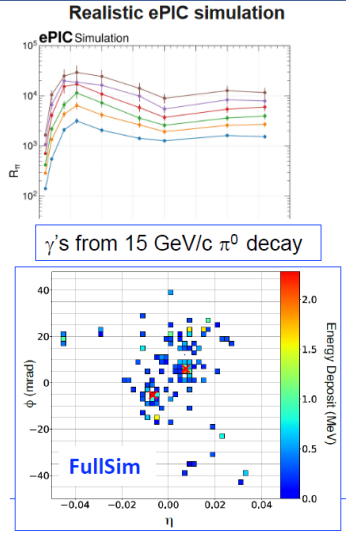 Realistic ePIC simulation
ePIC Simulation
10⁵
10⁴
10³
10²
Rπ
γ's from 15 GeV/c π⁰ decay
40
20
0
−20
−40
ϕ (mrad)
FullSim
−0.04 −0.02 0.00 0.02 0.04
η
2.0
1.5
1.0
0.5
0.0
Energy Deposit (MeV)